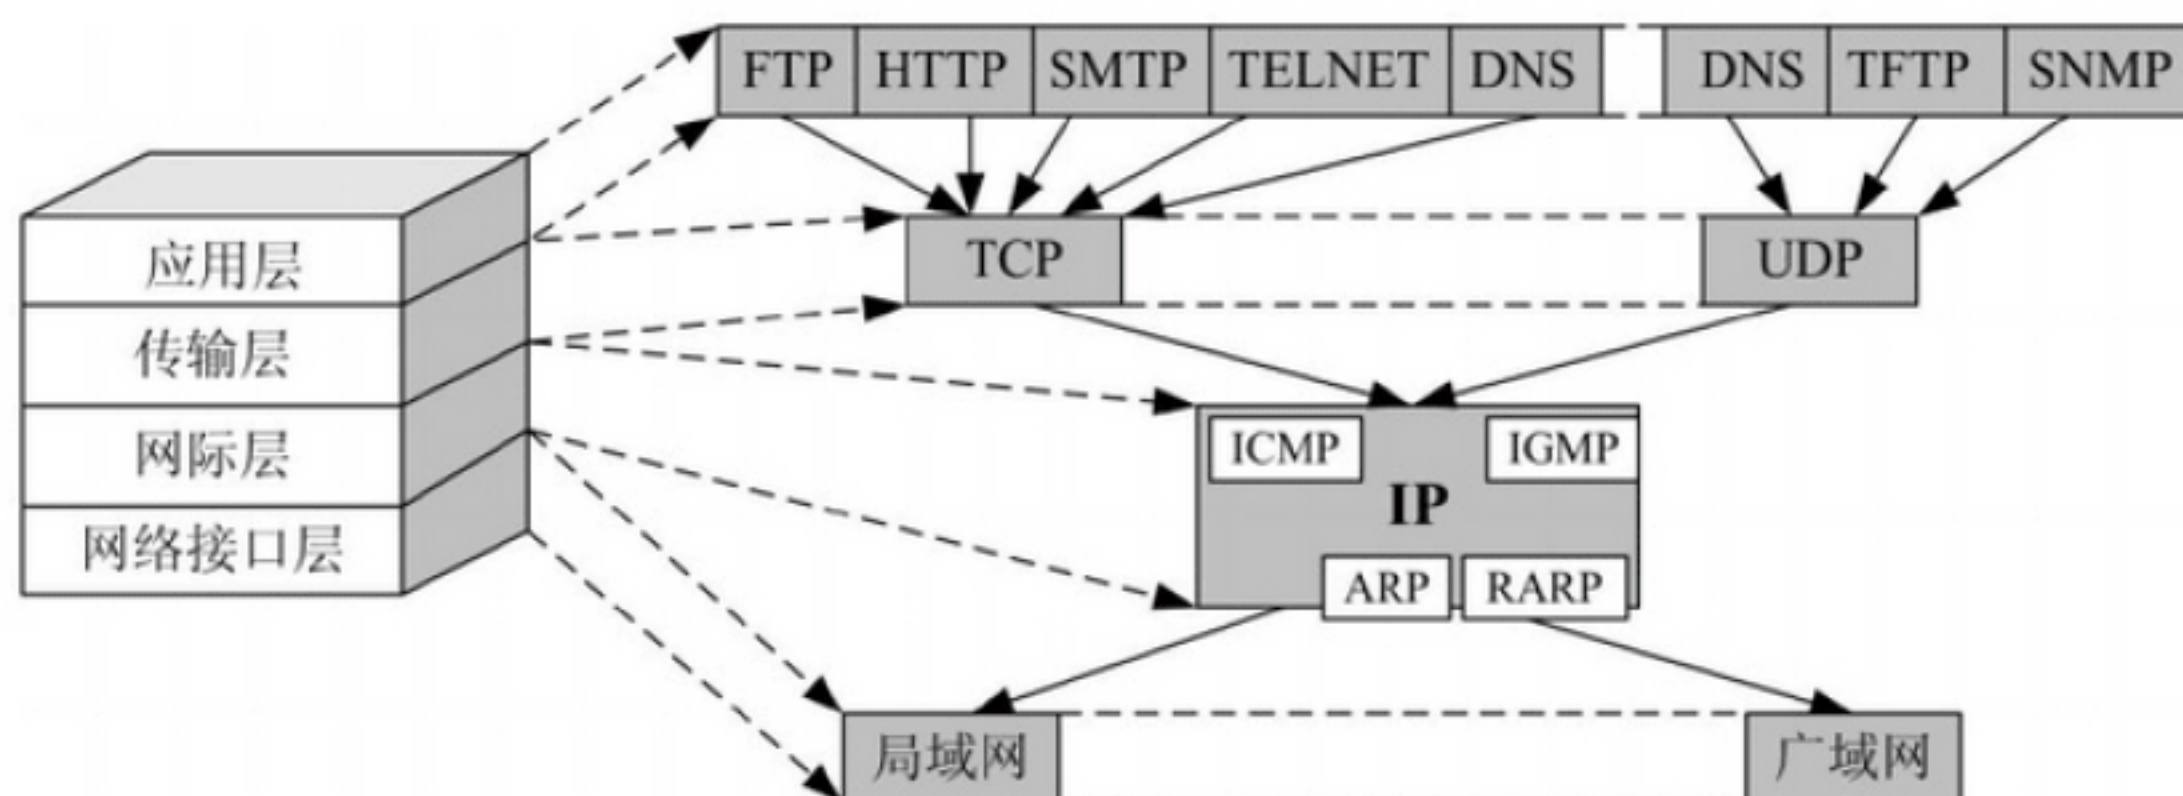 FTP HTTP SMTP TELNET DNS DNS TFTP SNMP
应用层
TCP
UDP
传输层
网际层
ICMP
IGMP
IP
网络接口层
ARP
RARP
局域网
广域网